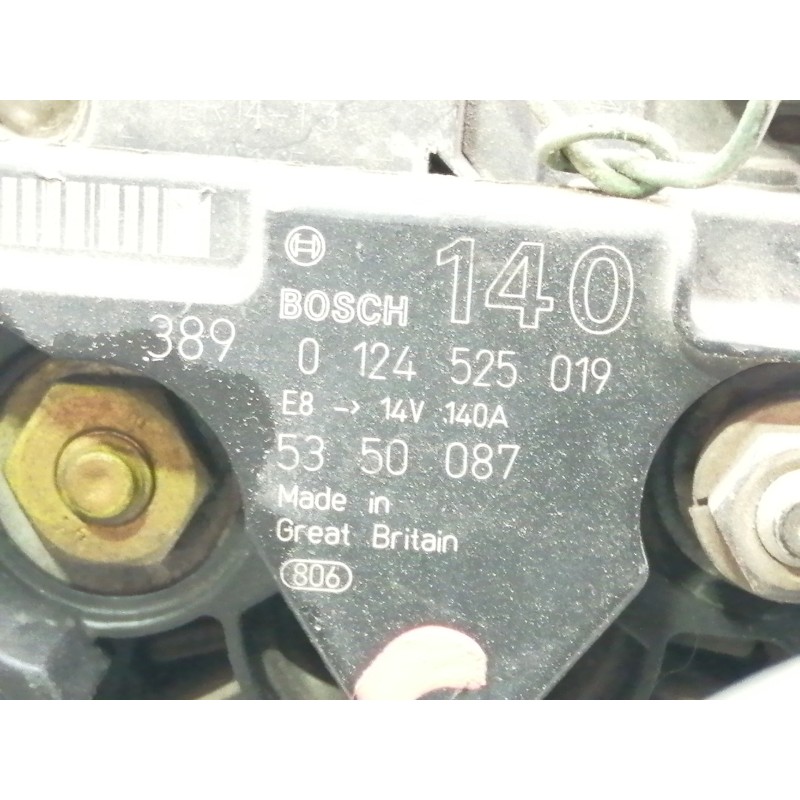 140
BOSCH
389
0 124 525 019
E8 → 14V 140A
53 50 087
Made in
Great Britain
806